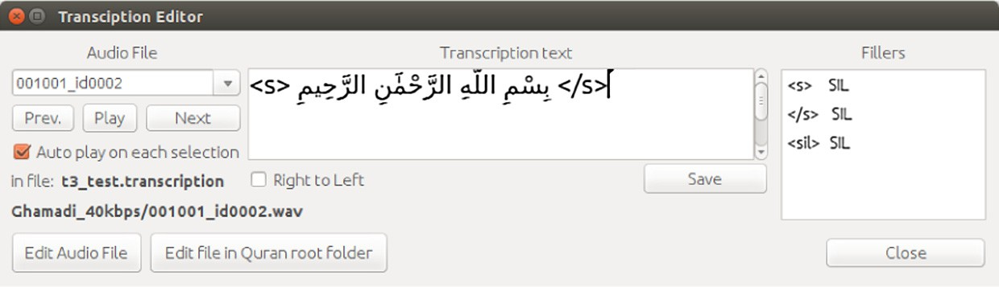 Transciption Editor
Audio File
Transcription text
Fillers
001001_id0002
<s> بِسْمِ اللَّهِ الرَّحْمَٰنِ الرَّحِيمِ </s>
<s> SIL
</s> SIL
<sil> SIL
Prev.
Play
Next
Auto play on each selection
in file: t3_test.transcription
Right to Left
Save
Ghamadi_40kbps/001001_id0002.wav
Edit Audio File
Edit file in Quran root folder
Close